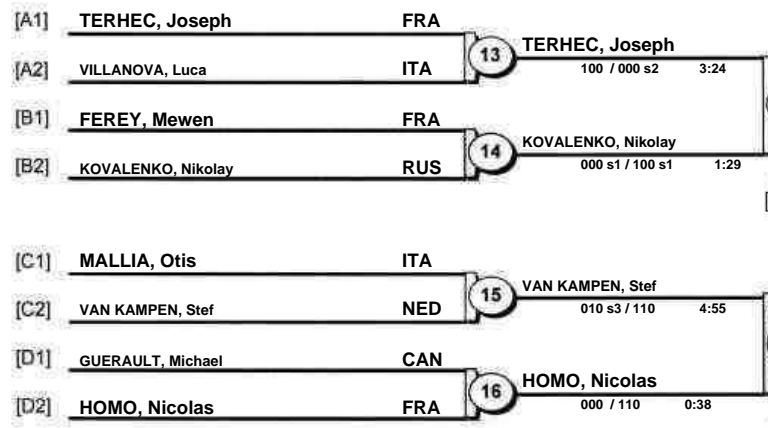 [A1] TERHEC, Joseph FRA
13 TERHEC, Joseph
[A2] VILLANOVA, Luca ITA 100 / 000 s2 3:24
[B1] FEREY, Mewen FRA
14 KOVALENKO, Nikolay
[B2] KOVALENKO, Nikolay RUS 000 s1 / 100 s1 1:29
[C1] MALLIA, Otis ITA
15 VAN KAMPEN, Stef
[C2] VAN KAMPEN, Stef NED 010 s3 / 110 4:55
[D1] GUERAULT, Michael CAN
16 HOMO, Nicolas
[D2] HOMO, Nicolas FRA 000 / 110 0:38